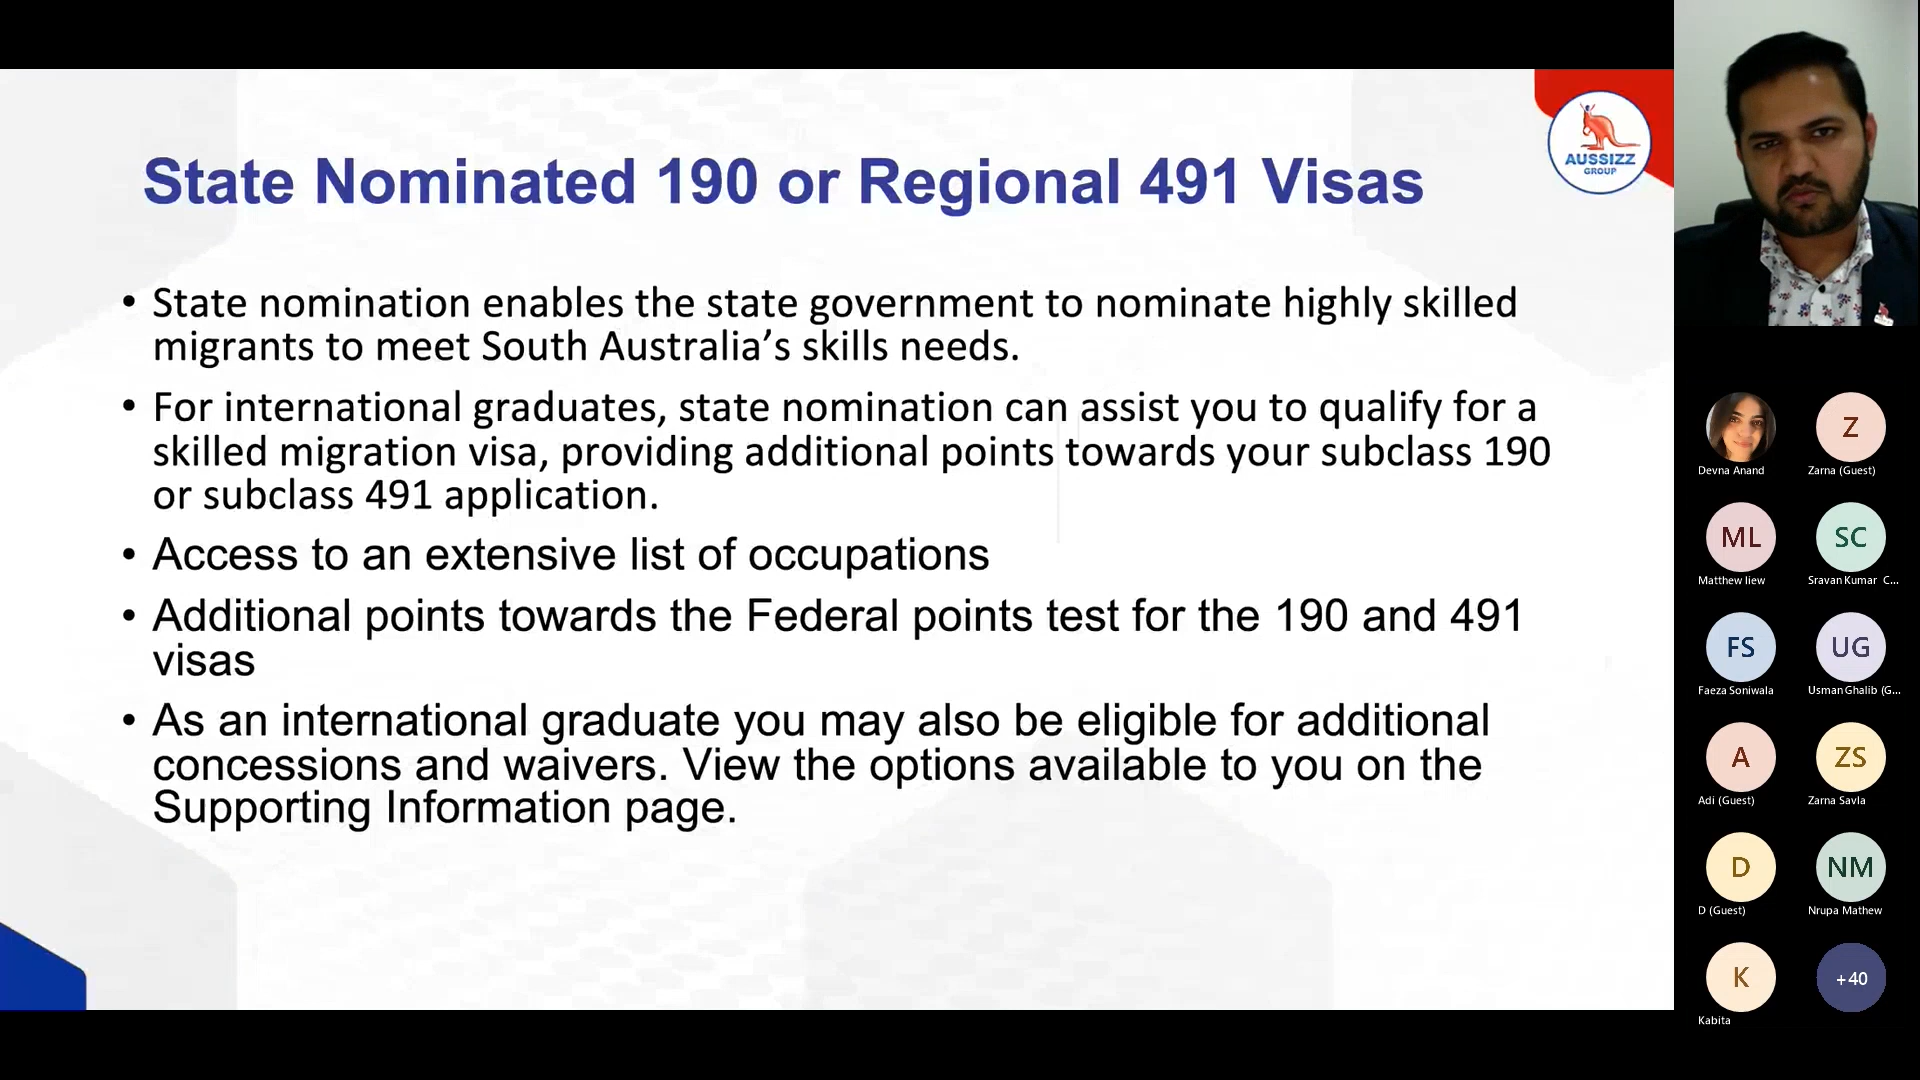 State Nominated 190 or Regional 491 Visas
AUSSIZZ
GROUP
• State nomination enables the state government to nominate highly skilled
migrants to meet South Australia’s skills needs.
• For international graduates, state nomination can assist you to qualify for a
skilled migration visa, providing additional points towards your subclass 190
or subclass 491 application.
• Access to an extensive list of occupations
• Additional points towards the Federal points test for the 190 and 491
visas
• As an international graduate you may also be eligible for additional
concessions and waivers. View the options available to you on the
Supporting Information page.
Z
Devna Anand
Zarna (Guest)
ML
SC
Matthew liew
Sravan Kumar C...
FS
UG
Faeza Soniwala
Usman Ghalib (G...
A
ZS
Adi (Guest)
Zarna Savla
D
NM
D (Guest)
Nrupa Mathew
K
+40
Kabita